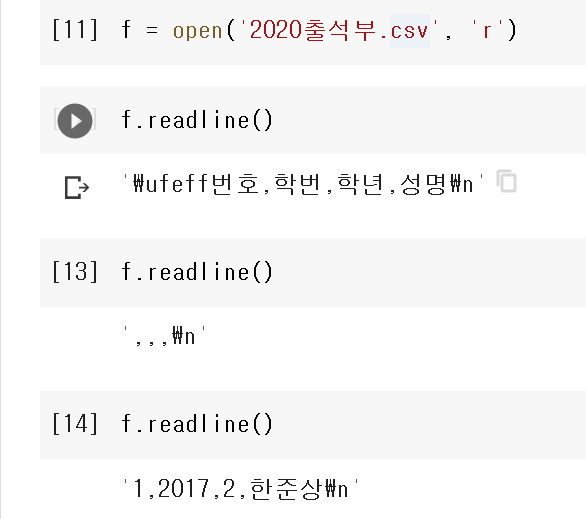 [11] f = open('2020출석부.csv', 'r')
f.readline()
'₩ufeff번호,학번,학년,성명₩n'
[13] f.readline()
',,,₩n'
[14] f.readline()
'1,2017,2,한준상₩n'